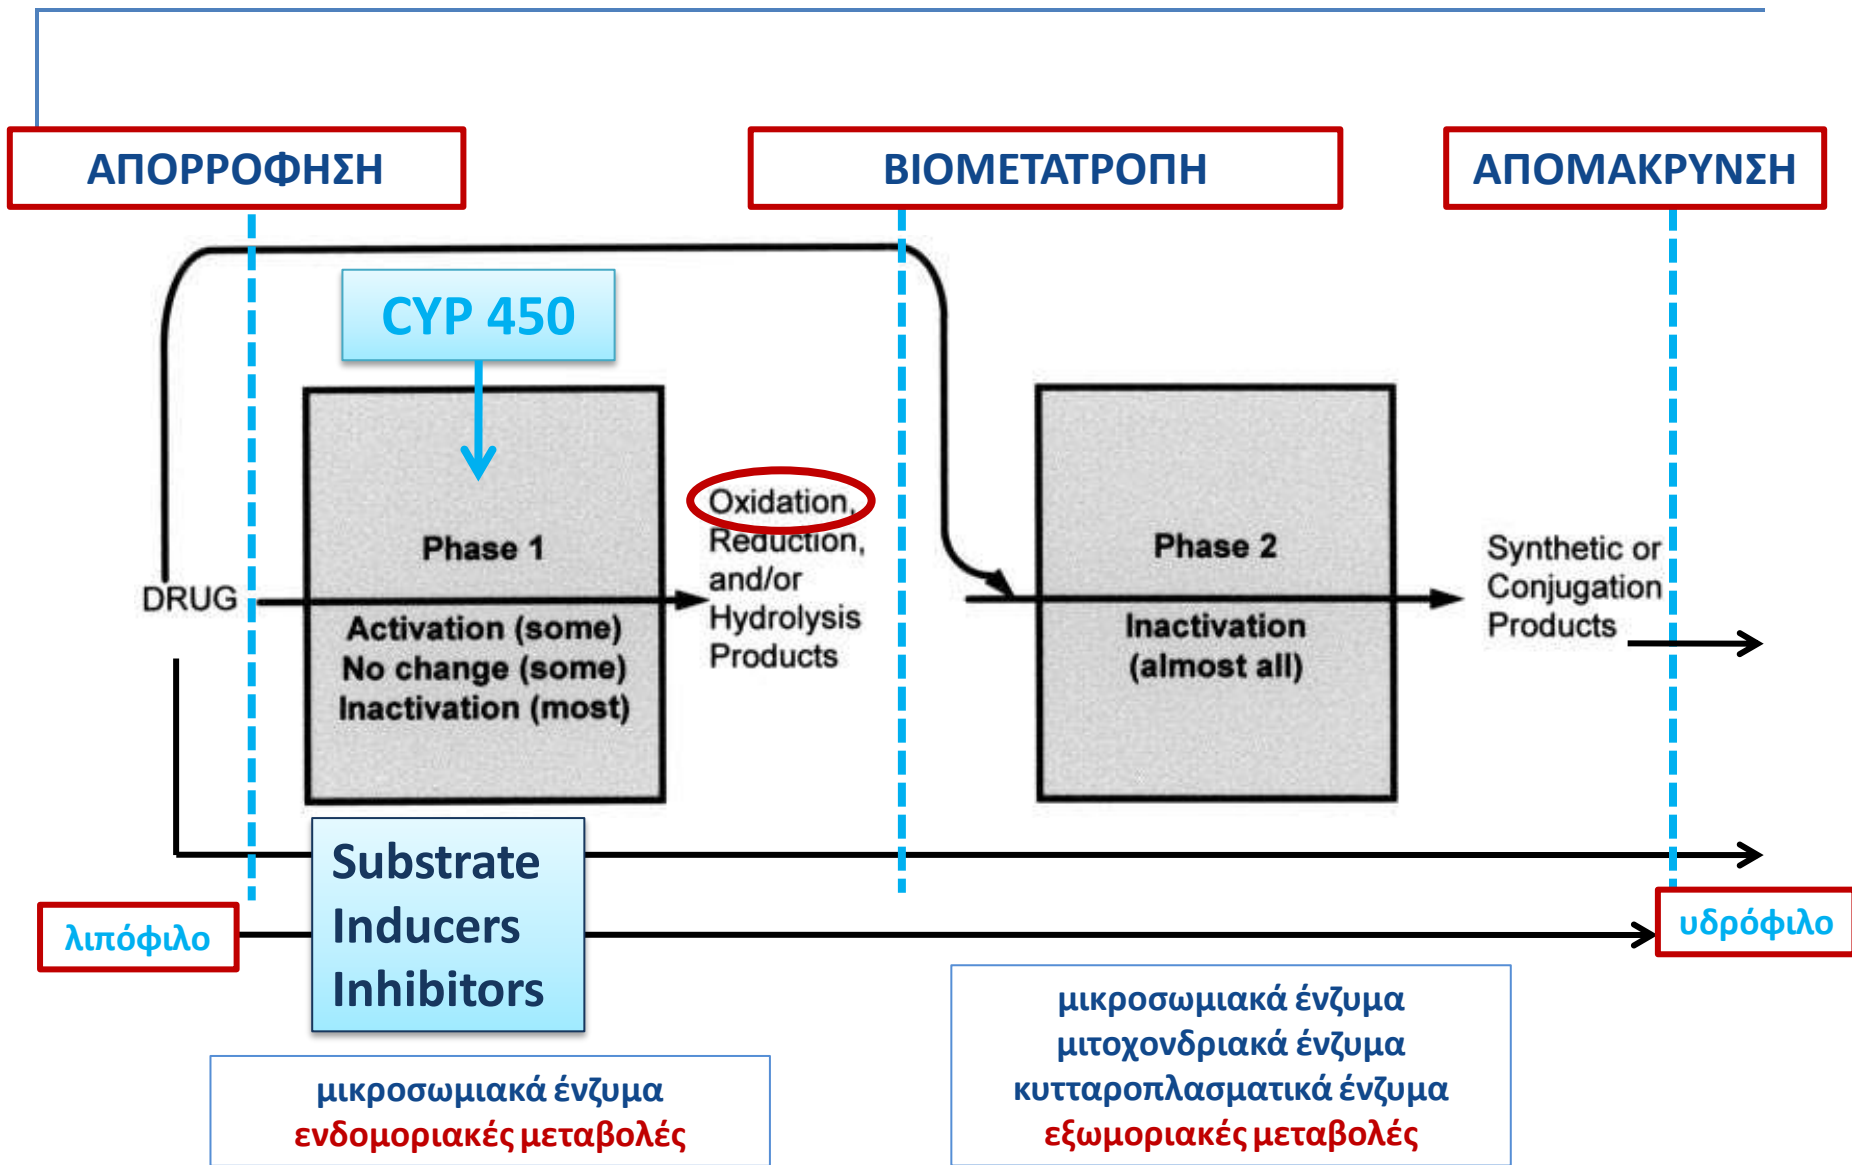 ΑΠΟΡΡΟΦΗΣΗ
ΒΙΟΜΕΤΑΤΡΟΠΗ
ΑΠΟΜΑΚΡΥΝΣΗ
CYP 450
DRUG
Phase 1
Activation (some)
No change (some)
Inactivation (most)
Oxidation,
Reduction,
and/or
Hydrolysis
Products
Phase 2
Inactivation
(almost all)
Synthetic or
Conjugation
Products
λιπόφιλο
Substrate
Inducers
Inhibitors
υδρόφιλο
μικροσωμιακά ένζυμα
ενδομοριακές μεταβολές
μικροσωμιακά ένζυμα
μιτοχονδριακά ένζυμα
κυτταροπλασματικά ένζυμα
εξωμοριακές μεταβολές